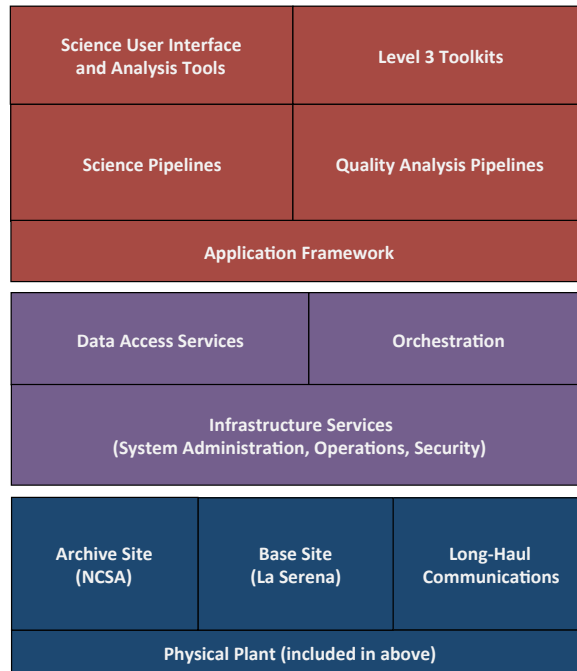 Science User Interface
and Analysis Tools
Level 3 Toolkits
Science Pipelines
Quality Analysis Pipelines
Application Framework
Data Access Services
Orchestration
Infrastructure Services
(System Administration, Operations, Security)
Archive Site
(NCSA)
Base Site
(La Serena)
Long-Haul
Communications
Physical Plant (included in above)